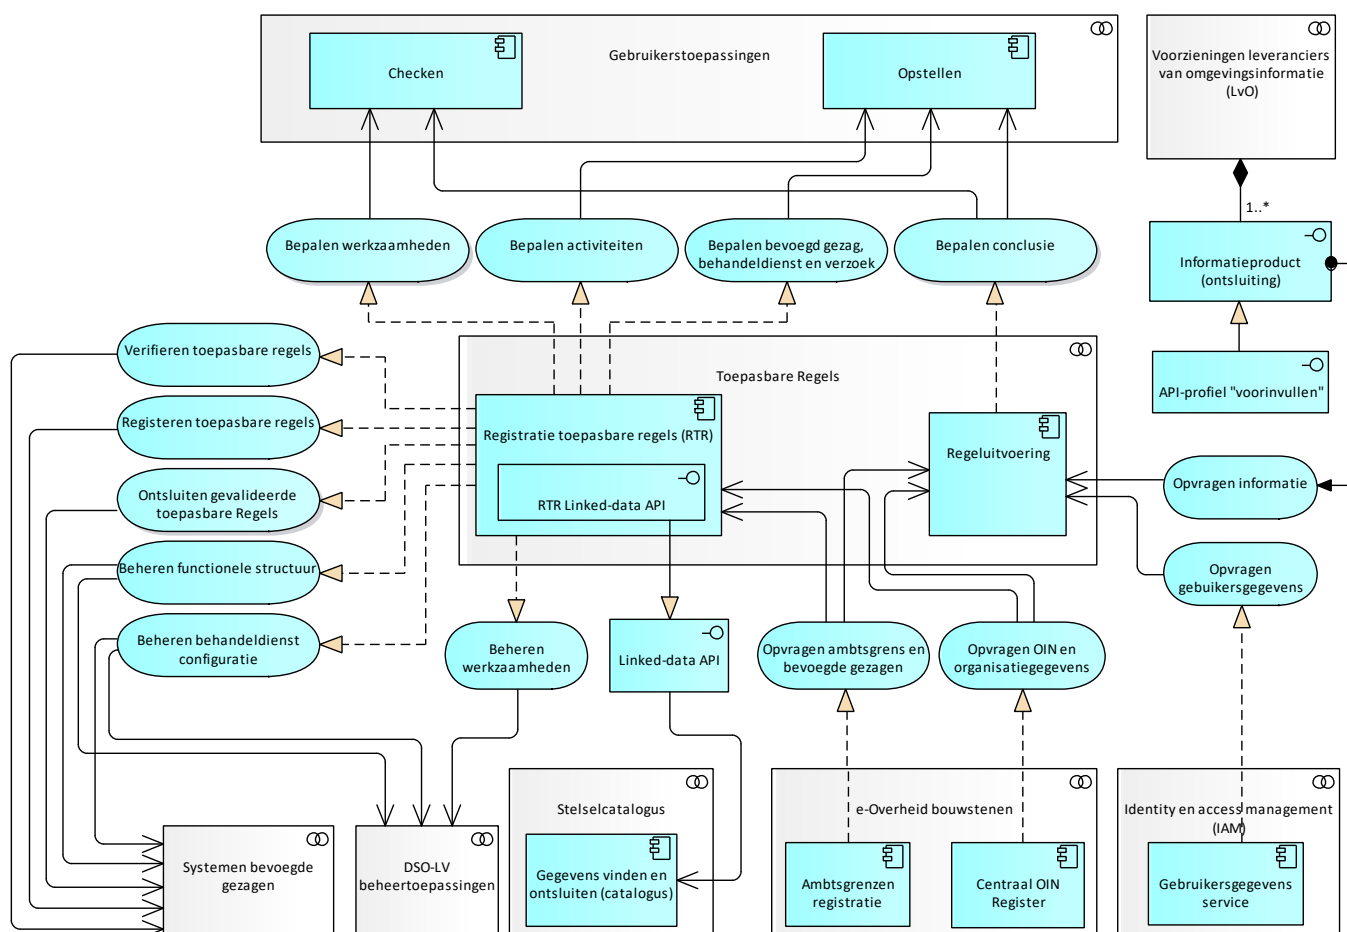 Gebruikerstoepassingen
Checken
Opstellen
Voorzieningen leveranciers
van omgevingsinformatie
(LvO)
1..*
Bepalen werkzaamheden
Bepalen activiteiten
Bepalen bevoegd gezag,
behandeldienst en verzoek
Bepalen conclusie
Informatieproduct
(ontsluiting)
Verifieren toepasbare regels
Toepasbare Regels
API-profiel "voorinvullen"
Registeren toepasbare regels
Registratie toepasbare regels (RTR)
Regeluitvoering
Ontsluiten gevalideerde
toepasbare Regels
RTR Linked-data API
Opvragen informatie
Beheren functionele structuur
Opvragen
gebuikersgegevens
Beheren behandeldienst
configuratie
Beheren
werkzaamheden
Linked-data API
Opvragen ambtsgrens en
bevoegde gezagen
Opvragen OIN en
organisatiegegevens
Stelselcatalogus
e-Overheid bouwstenen
Identity en access management
(IAM)
Systemen bevoegde
gezagen
DSO-LV
beheertoepassingen
Gegevens vinden en
ontsluiten (catalogus)
Ambtsgrenzen
registratie
Centraal OIN
Register
Gebruikersgegevens
service